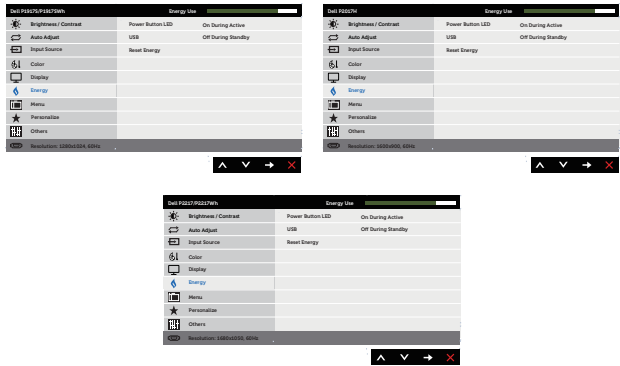 Dell P1917S/P1917SWh Energy Use
Brightness / Contrast Power Button LED On During Active
Auto Adjust USB Off During Standby
Input Source Reset Energy
Color
Display
Energy
Menu
Personalize
Others
Resolution: 1280x1024, 60Hz
Dell P2017H Energy Use
Brightness / Contrast Power Button LED On During Active
Auto Adjust USB Off During Standby
Input Source Reset Energy
Color
Display
Energy
Menu
Personalize
Others
Resolution: 1600x900, 60Hz
Dell P2217/P2217Wh Energy Use
Brightness / Contrast Power Button LED On During Active
Auto Adjust USB Off During Standby
Input Source Reset Energy
Color
Display
Energy
Menu
Personalize
Others
Resolution: 1680x1050, 60Hz